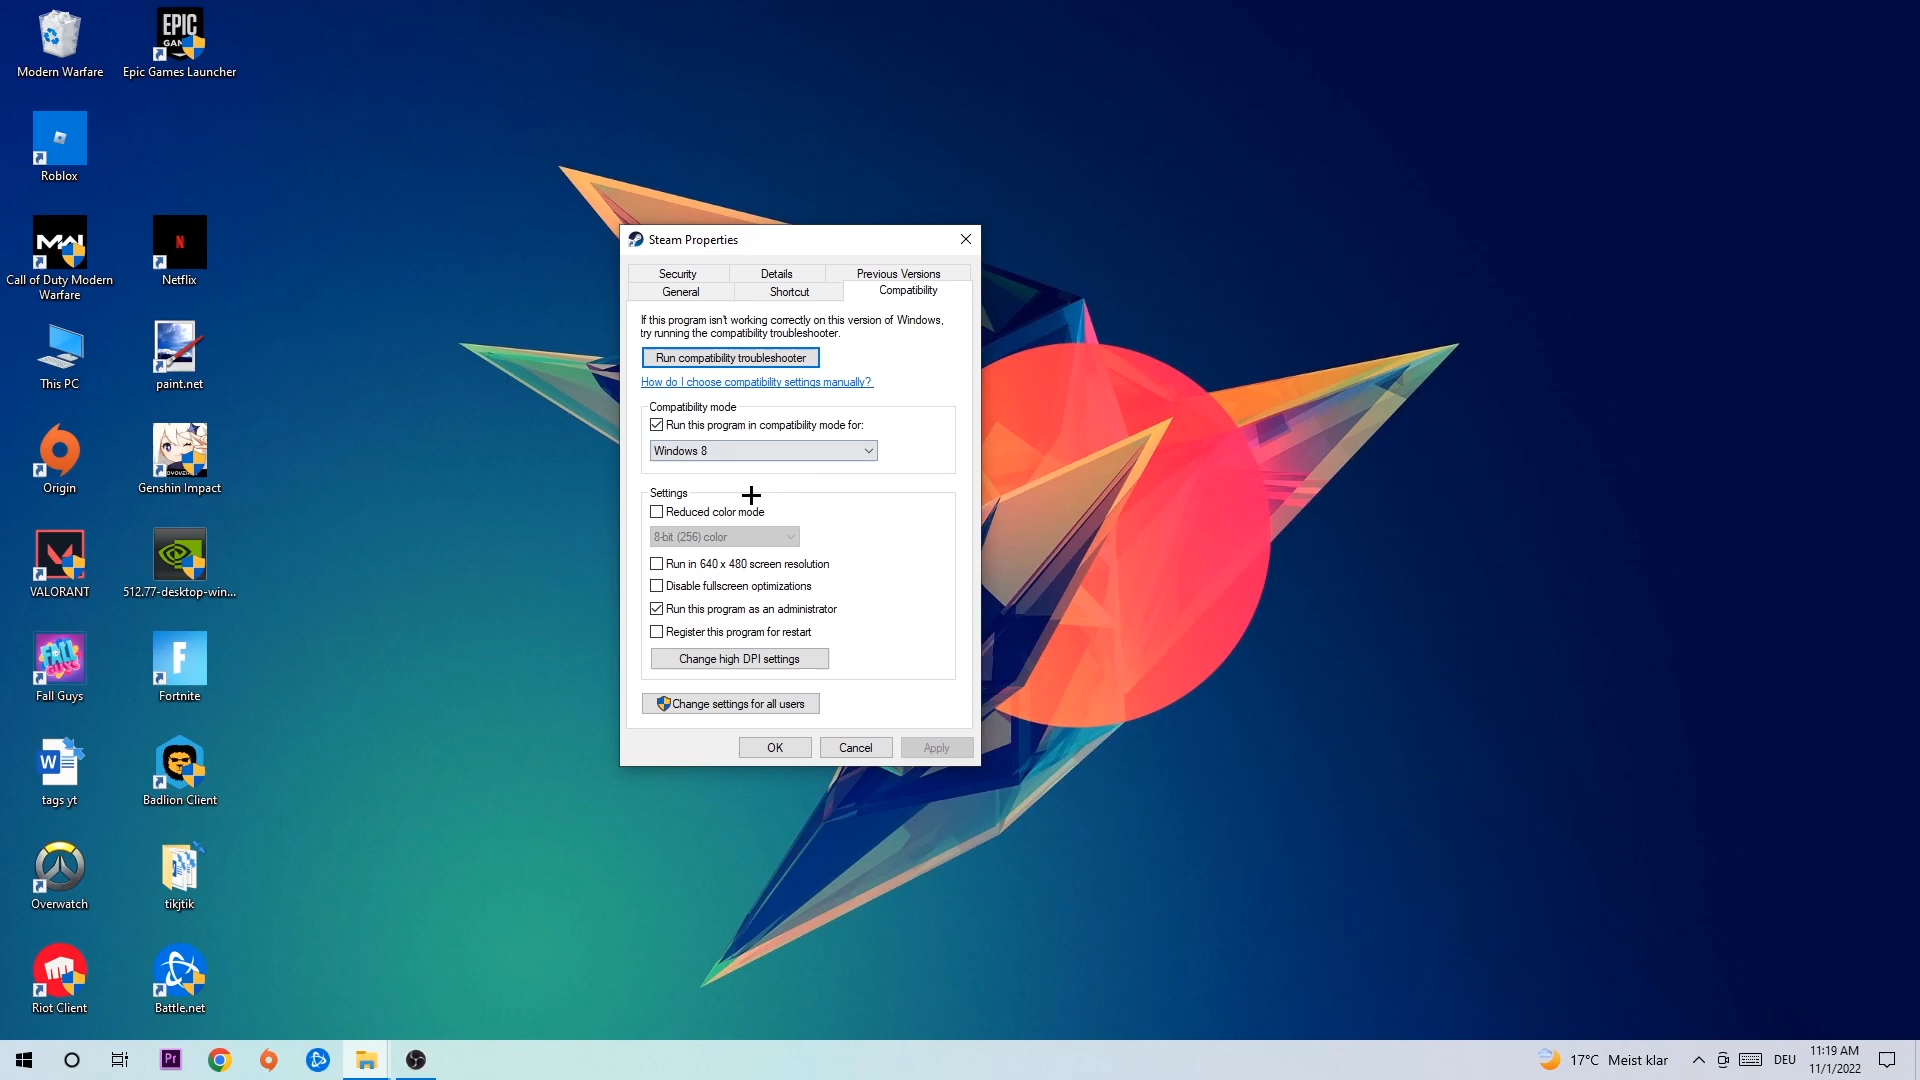 EPIC
GAMES
Modern Warfare
Epic Games Launcher
Roblox
MW
N
Call of Duty Modern
Warfare
Netflix
This PC
paint.net
Origin
Genshin Impact
VALORANT
512.77-desktop-win...
FALL
GUYS
F
Fall Guys
Fortnite
W
tags yt
Badlion Client
Overwatch
tikjtik
Riot Client
Battle.net
Steam Properties
Security
Details
Previous Versions
General
Shortcut
Compatibility
If this program isn't working correctly on this version of Windows,
try running the compatibility troubleshooter.
Run compatibility troubleshooter
How do I choose compatibility settings manually?
Compatibility mode
Run this program in compatibility mode for:
Windows 8
Settings
Reduced color mode
8-bit (256) color
Run in 640 x 480 screen resolution
Disable fullscreen optimizations
Run this program as an administrator
Register this program for restart
Change high DPI settings
Change settings for all users
OK
Cancel
Apply
Pr
17°C Meist klar
DEU
11:19 AM
11/1/2022